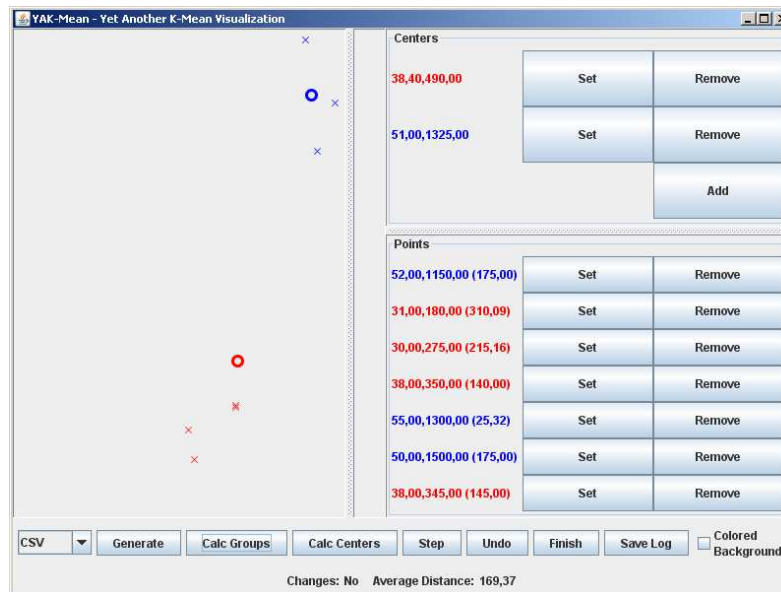 YAK-Mean - Yet Another K-Mean Visualization
Centers
38,40,490,00 Set Remove
51,00,1325,00 Set Remove
Add
Points
52,00,1150,00 (175,00) Set Remove
31,00,180,00 (310,09) Set Remove
30,00,275,00 (215,16) Set Remove
38,00,350,00 (140,00) Set Remove
55,00,1300,00 (25,32) Set Remove
50,00,1500,00 (175,00) Set Remove
38,00,345,00 (145,00) Set Remove
CSV Generate Calc Groups Calc Centers Step Undo Finish Save Log Colored Background
Changes: No Average Distance: 169,37